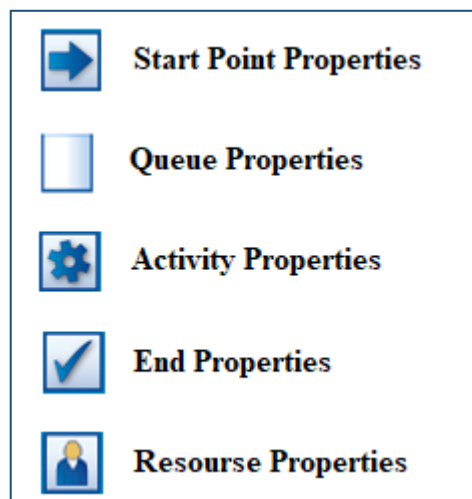 Start Point Properties
Queue Properties
Activity Properties
End Properties
Resourse Properties